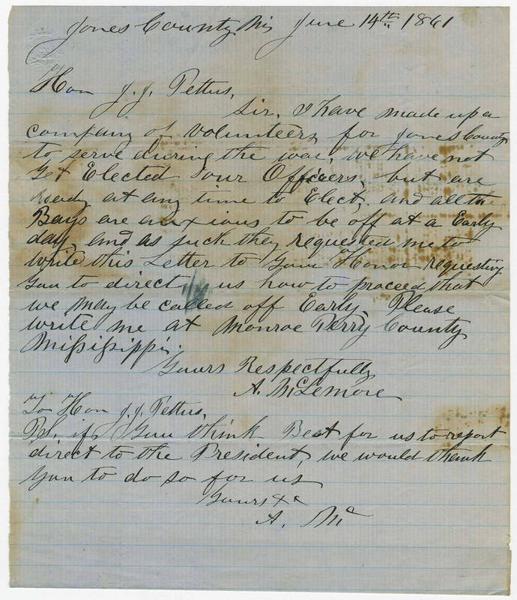 Jones County Mis June 14th 1861
Hon J. J. Pettus,
Sir, I have made up a
company of volunteers, for Jones County
to serve during the war, we have not
yet Elected our Officers, but are
ready at any time to Elect, and all the
Boys are anxious to be off at a Early
day, and as such they requested me to
write this Letter to your Honor requesting
you to direct us how to proceed that
we may be called off Early, Please
write me at Monroe Perry County
Mississippi.
Yours Respectfully
A. McLemore
To Hon J. J. Pettus,
P.S. if you think Best for us to report
direct to the President, we would thank
you to do so for us
Yours &c
A. Mc